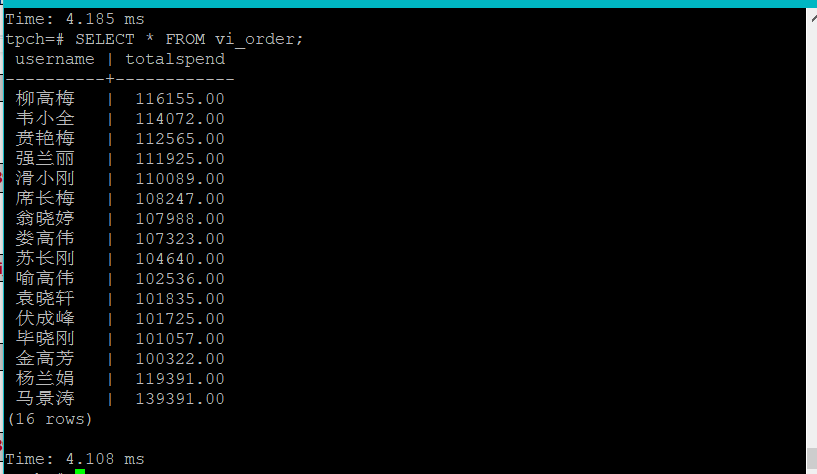 Time: 4.185 ms
tpch=# SELECT * FROM vi_order;
 username | totalspend
----------+------------
 柳高梅   |  116155.00
 韦小全   |  114072.00
 贲艳梅   |  112565.00
 强兰丽   |  111925.00
 滑小刚   |  110089.00
 席长梅   |  108247.00
 翁晓婷   |  107988.00
 娄高伟   |  107323.00
 苏长刚   |  104640.00
 喻高伟   |  102536.00
 袁晓轩   |  101835.00
 伏成峰   |  101725.00
 毕晓刚   |  101057.00
 金高芳   |  100322.00
 杨兰娟   |  119391.00
 马景涛   |  139391.00
(16 rows)
Time: 4.108 ms